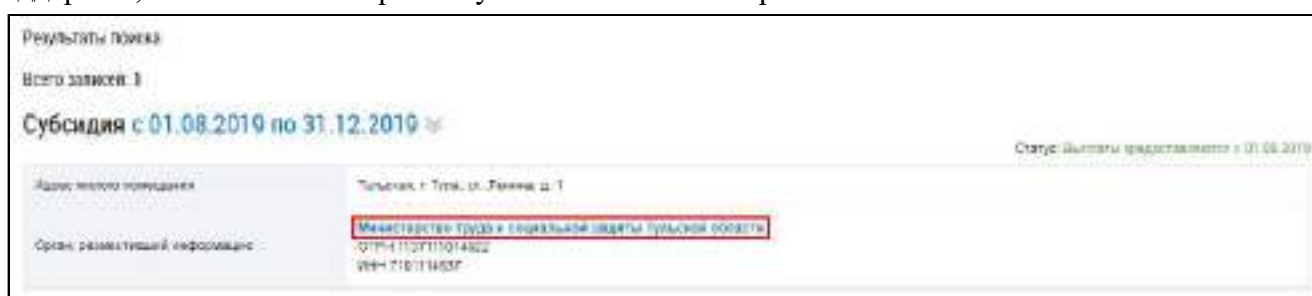 Результаты поиска
Всего записей: 1
Субсидия с 01.08.2019 по 31.12.2019
Статус: Выплаты предоставляются с 01.08.2019
Адрес жилого помещения
Тульская, г. Тула, ул. Ленина, д. 1
Министерство труда и социальной защиты Тульской области
Орган, разместивший информацию
ОГРН
ИНН